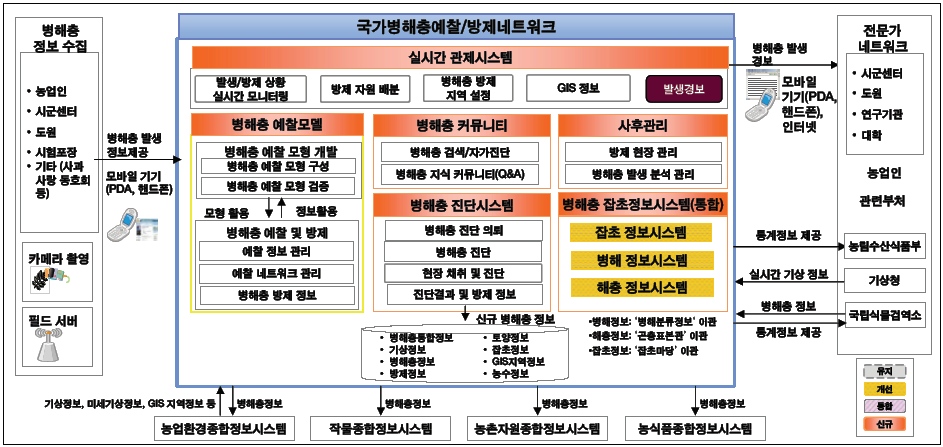 병해충
정보 수집
• 농업인
• 시군센터
• 도원
• 시험포장
• 기타 (사과
사랑 동호회
등)
카메라 촬영
필드 서버
병해충 발생
정보제공
모바일 기기
(PDA, 핸드폰)
국가병해충예찰/방제네트워크
실시간 관제시스템
발생/방제 상황
실시간 모니터링
방제 자원 배분
병해충 방제
지역 설정
GIS 정보
발생경보
병해충 예찰모델
병해충 예찰 모형 개발
병해충 예찰 모형 구성
병해충 예찰 모형 검증
모형 활용
정보활용
병해충 예찰 및 방제
예찰 정보 관리
예찰 네트워크 관리
병해충 방제 정보
병해충 커뮤니티
병해충 검색/자가진단
병해충 지식 커뮤니티(Q&A)
병해충 진단시스템
병해충 진단 의뢰
병해충 진단
현장 채취 및 진단
진단결과 및 방제 정보
신규 병해충 정보
• 병해충통합정보
• 기상정보
• 병해충정보
• 방제정보
• 토양정보
• 잡초정보
• GIS지역정보
• 농수정보
사후관리
방제 현장 관리
병해충 발생 분석 관리
병해충 잡초정보시스템(통합)
잡초 정보시스템
병해 정보시스템
해충 정보시스템
•병해정보: '병해분류정보' 이관
•해충정보: '곤충표본관' 이관
•잡초정보: '잡초마당' 이관
병해충 발생
경보
모바일
기기(PDA,
핸드폰),
인터넷
전문가
네트워크
• 시군센터
• 도원
• 연구기관
• 대학
농업인
관련부처
통계정보 제공
농림수산식품부
실시간 기상 정보
기상청
병해충 정보
국립식물검역소
통계정보 제공
기상정보, 미세기상정보, GIS 지역정보 등
병해충정보
병해충정보
병해충정보
병해충정보
농업환경종합정보시스템
작물종합정보시스템
농촌자원종합정보시스템
농식품종합정보시스템
유지
개선
통합
신규